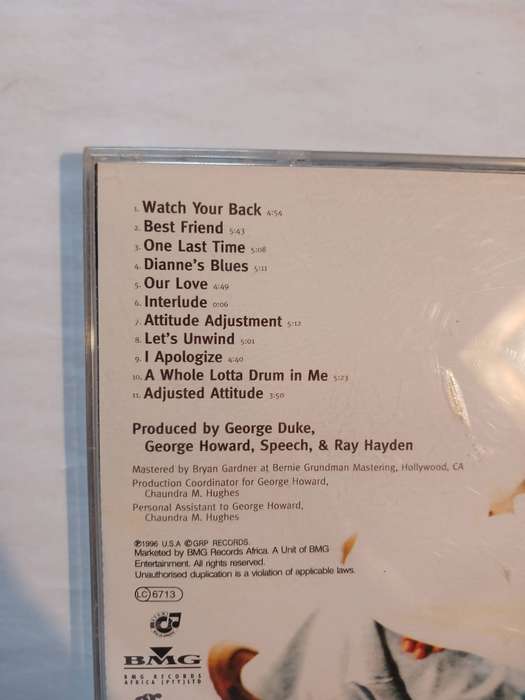 1. Watch Your Back 4:54
2. Best Friend 5:43
3. One Last Time 5:08
4. Dianne's Blues 5:11
5. Our Love 4:49
6. Interlude 0:06
7. Attitude Adjustment 5:12
8. Let's Unwind 5:01
9. I Apologize 4:40
10. A Whole Lotta Drum in Me 5:23
11. Adjusted Attitude 3:50
Produced by George Duke,
George Howard, Speech, & Ray Hayden
Mastered by Bryan Gardner at Bernie Grundman Mastering, Hollywood, CA
Production Coordinator for George Howard,
Chaundra M. Hughes
Personal Assistant to George Howard,
Chaundra M. Hughes
℗1996 U.S.A ©GRP RECORDS.
Marketed by BMG Records Africa. A Unit of BMG
Entertainment. All rights reserved.
Unauthorised duplication is a violation of applicable laws.
LC 6713
BMG
BMG RECORDS
AFRICA (PTY) LTD